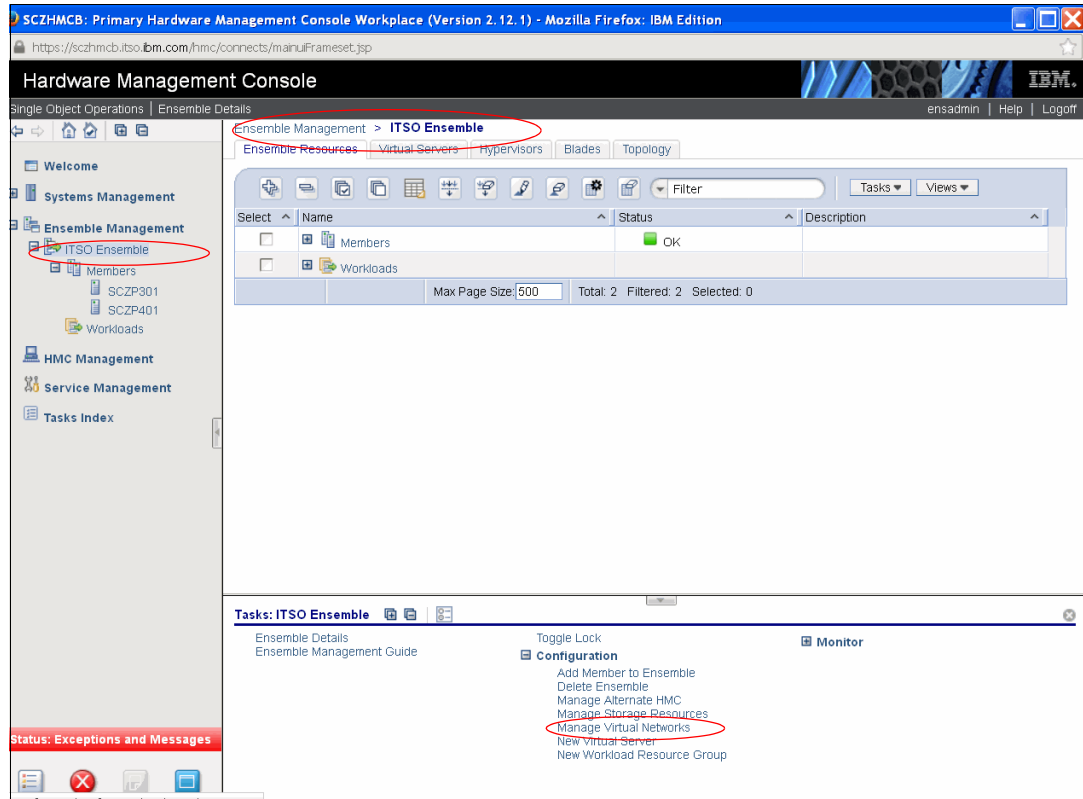 SCZHMCB: Primary Hardware Management Console Workplace (Version 2.12.1) - Mozilla Firefox: IBM Edition
https://sczhmcb.itso.ibm.com/hmc/connects/mainuiFrameset.jsp
Hardware Management Console
IBM.
Single Object Operations | Ensemble Details
ensadmin | Help | Logoff
Welcome
Systems Management
Ensemble Management
ITSO Ensemble
Members
SCZP301
SCZP401
Workloads
HMC Management
Service Management
Tasks Index
Status: Exceptions and Messages
Ensemble Management > ITSO Ensemble
Ensemble Resources Virtual Servers Hypervisors Blades Topology
Filter Tasks Views
Select Name Status Description
Members OK
Workloads
Max Page Size: 500 Total: 2 Filtered: 2 Selected: 0
Tasks: ITSO Ensemble
Ensemble Details
Ensemble Management Guide
Toggle Lock
Configuration
Add Member to Ensemble
Delete Ensemble
Manage Alternate HMC
Manage Storage Resources
Manage Virtual Networks
New Virtual Server
New Workload Resource Group
Monitor